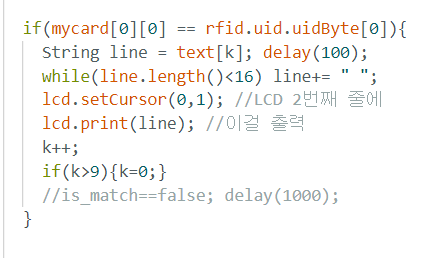 if(mycard[0][0] == rfid.uid.uidByte[0]){
String line = text[k]; delay(100);
while(line.length()<16) line+= " ";
lcd.setCursor(0,1); //LCD 2번째 줄에
lcd.print(line); //이걸 출력
k++;
if(k>9){k=0;}
//is_match==false; delay(1000);
}